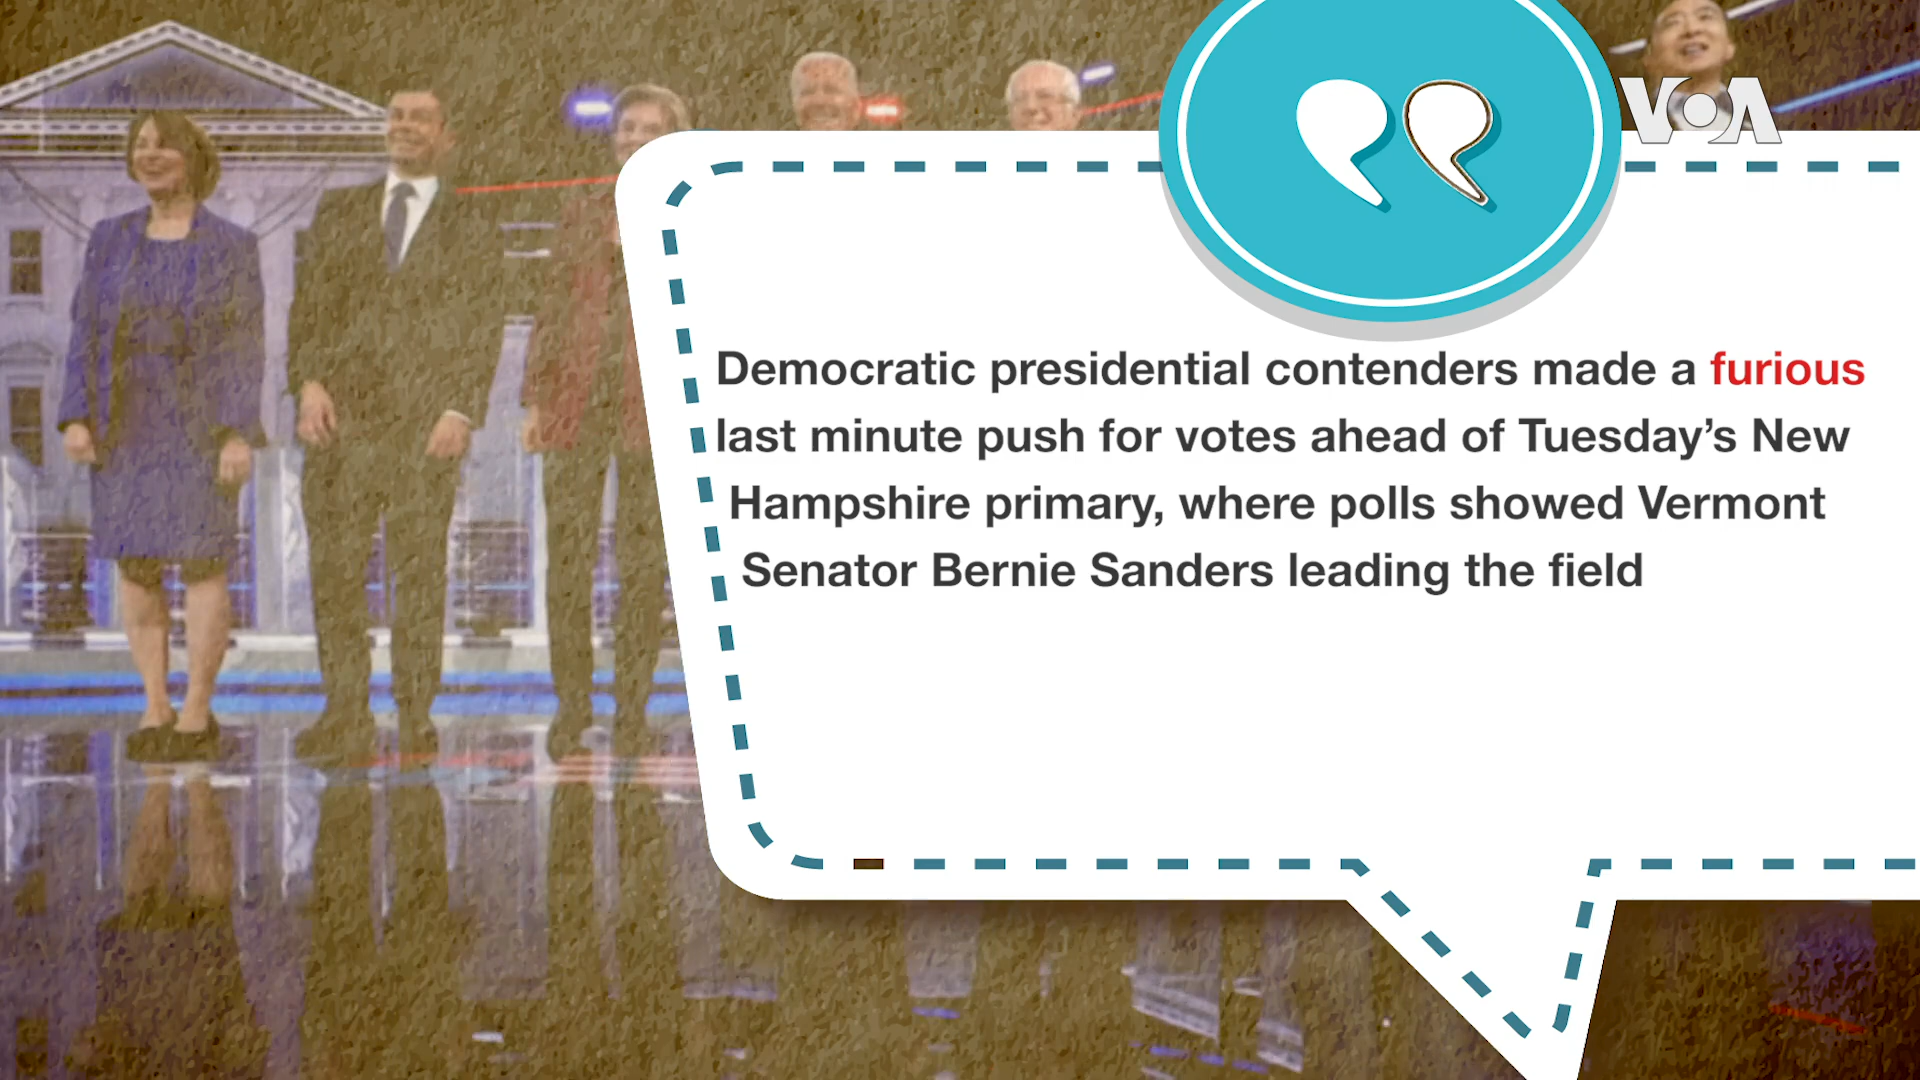 VOA
Democratic presidential contenders made a furious
last minute push for votes ahead of Tuesday’s New
Hampshire primary, where polls showed Vermont
Senator Bernie Sanders leading the field